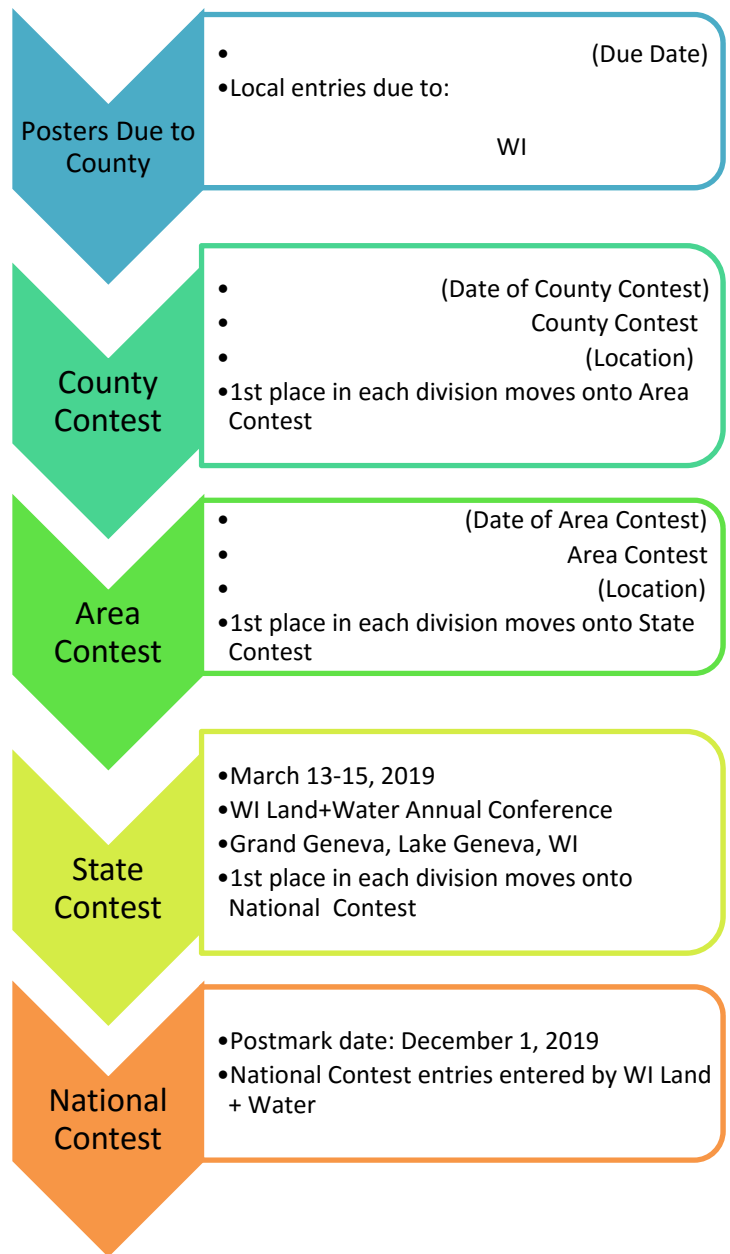 Posters Due to
County
• (Due Date)
•Local entries due to:
WI
County
Contest
• (Date of County Contest)
• County Contest
• (Location)
•1st place in each division moves onto Area
Contest
Area
Contest
• (Date of Area Contest)
• Area Contest
• (Location)
•1st place in each division moves onto State
Contest
State
Contest
•March 13-15, 2019
•WI Land+Water Annual Conference
•Grand Geneva, Lake Geneva, WI
•1st place in each division moves onto
National Contest
National
Contest
•Postmark date: December 1, 2019
•National Contest entries entered by WI Land
+ Water